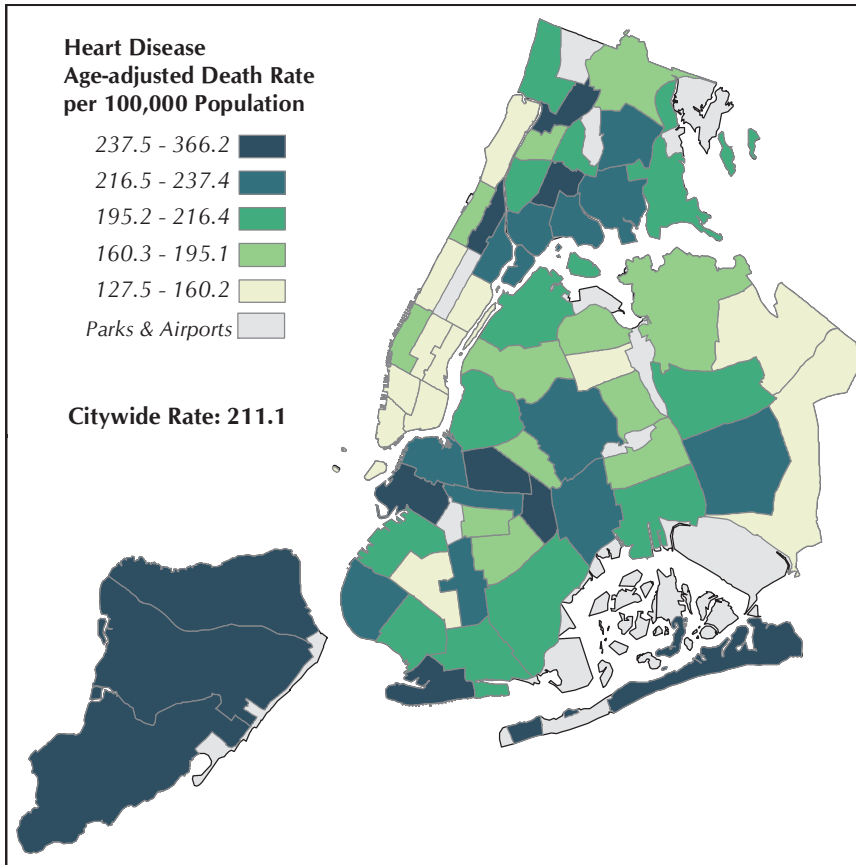 Heart Disease
Age-adjusted Death Rate
per 100,000 Population
237.5 - 366.2
216.5 - 237.4
195.2 - 216.4
160.3 - 195.1
127.5 - 160.2
Parks & Airports
Citywide Rate: 211.1